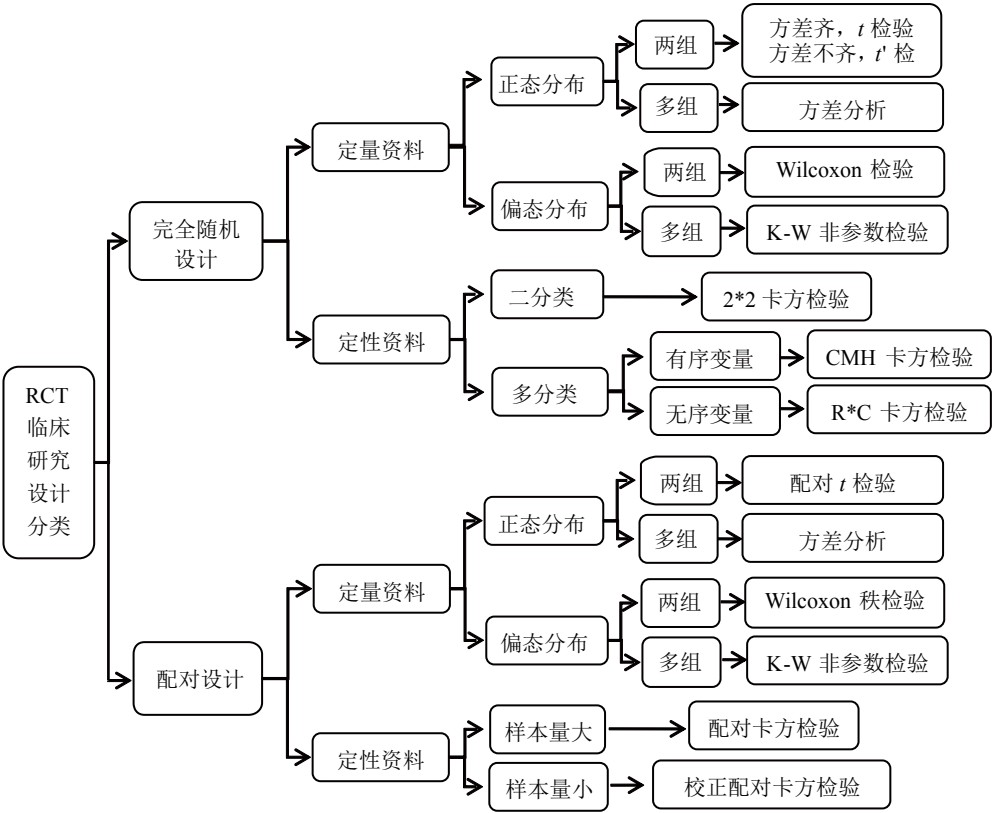 RCT
临床
研究
设计
分类
完全随机
设计
定量资料
正态分布
两组
方差齐，t 检验
方差不齐，t' 检
多组
方差分析
偏态分布
两组
Wilcoxon 检验
多组
K-W 非参数检验
定性资料
二分类
2*2 卡方检验
多分类
有序变量
CMH 卡方检验
无序变量
R*C 卡方检验
配对设计
定量资料
正态分布
两组
配对 t 检验
多组
方差分析
偏态分布
两组
Wilcoxon 秩检验
多组
K-W 非参数检验
定性资料
样本量大
配对卡方检验
样本量小
校正配对卡方检验